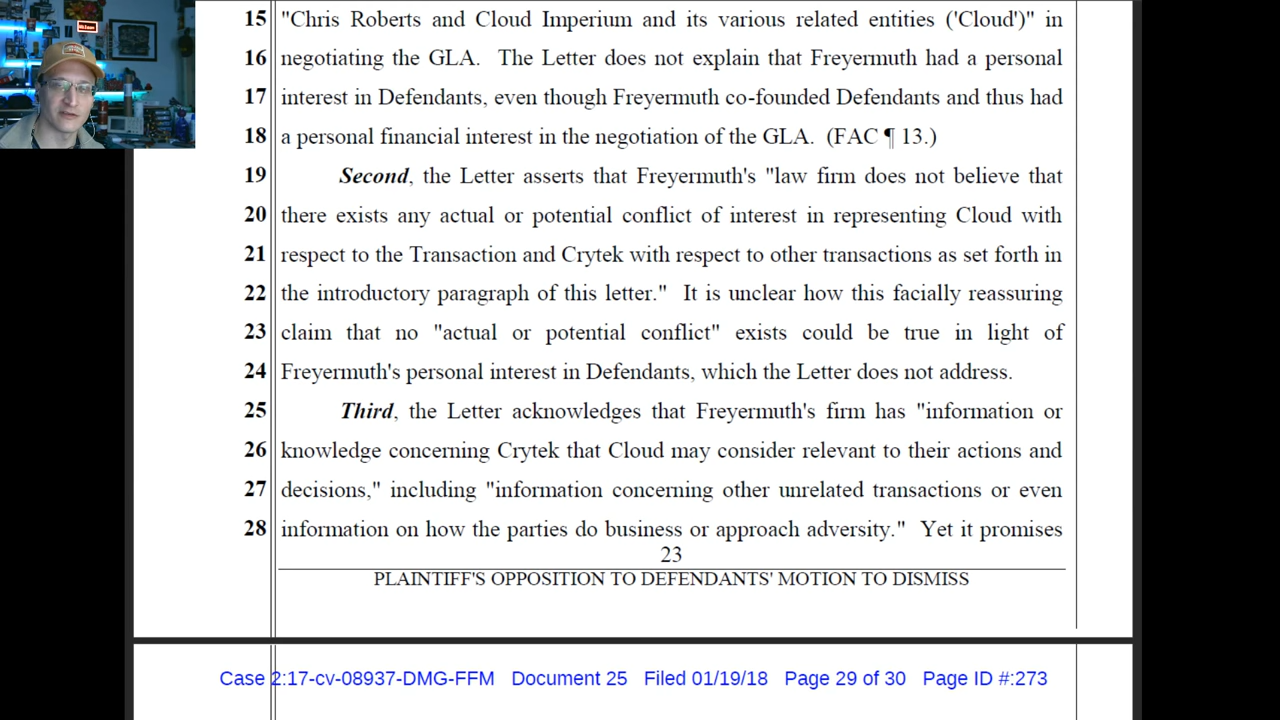 15 "Chris Roberts and Cloud Imperium and its various related entities ('Cloud')" in
16 negotiating the GLA. The Letter does not explain that Freyermuth had a personal
17 interest in Defendants, even though Freyermuth co-founded Defendants and thus had
18 a personal financial interest in the negotiation of the GLA. (FAC ¶ 13.)
19 Second, the Letter asserts that Freyermuth's "law firm does not believe that
20 there exists any actual or potential conflict of interest in representing Cloud with
21 respect to the Transaction and Crytek with respect to other transactions as set forth in
22 the introductory paragraph of this letter." It is unclear how this facially reassuring
23 claim that no "actual or potential conflict" exists could be true in light of
24 Freyermuth's personal interest in Defendants, which the Letter does not address.
25 Third, the Letter acknowledges that Freyermuth's firm has "information or
26 knowledge concerning Crytek that Cloud may consider relevant to their actions and
27 decisions," including "information concerning other unrelated transactions or even
28 information on how the parties do business or approach adversity." Yet it promises
23
PLAINTIFF'S OPPOSITION TO DEFENDANTS' MOTION TO DISMISS
Case 2:17-cv-08937-DMG-FFM Document 25 Filed 01/19/18 Page 29 of 30 Page ID #:273